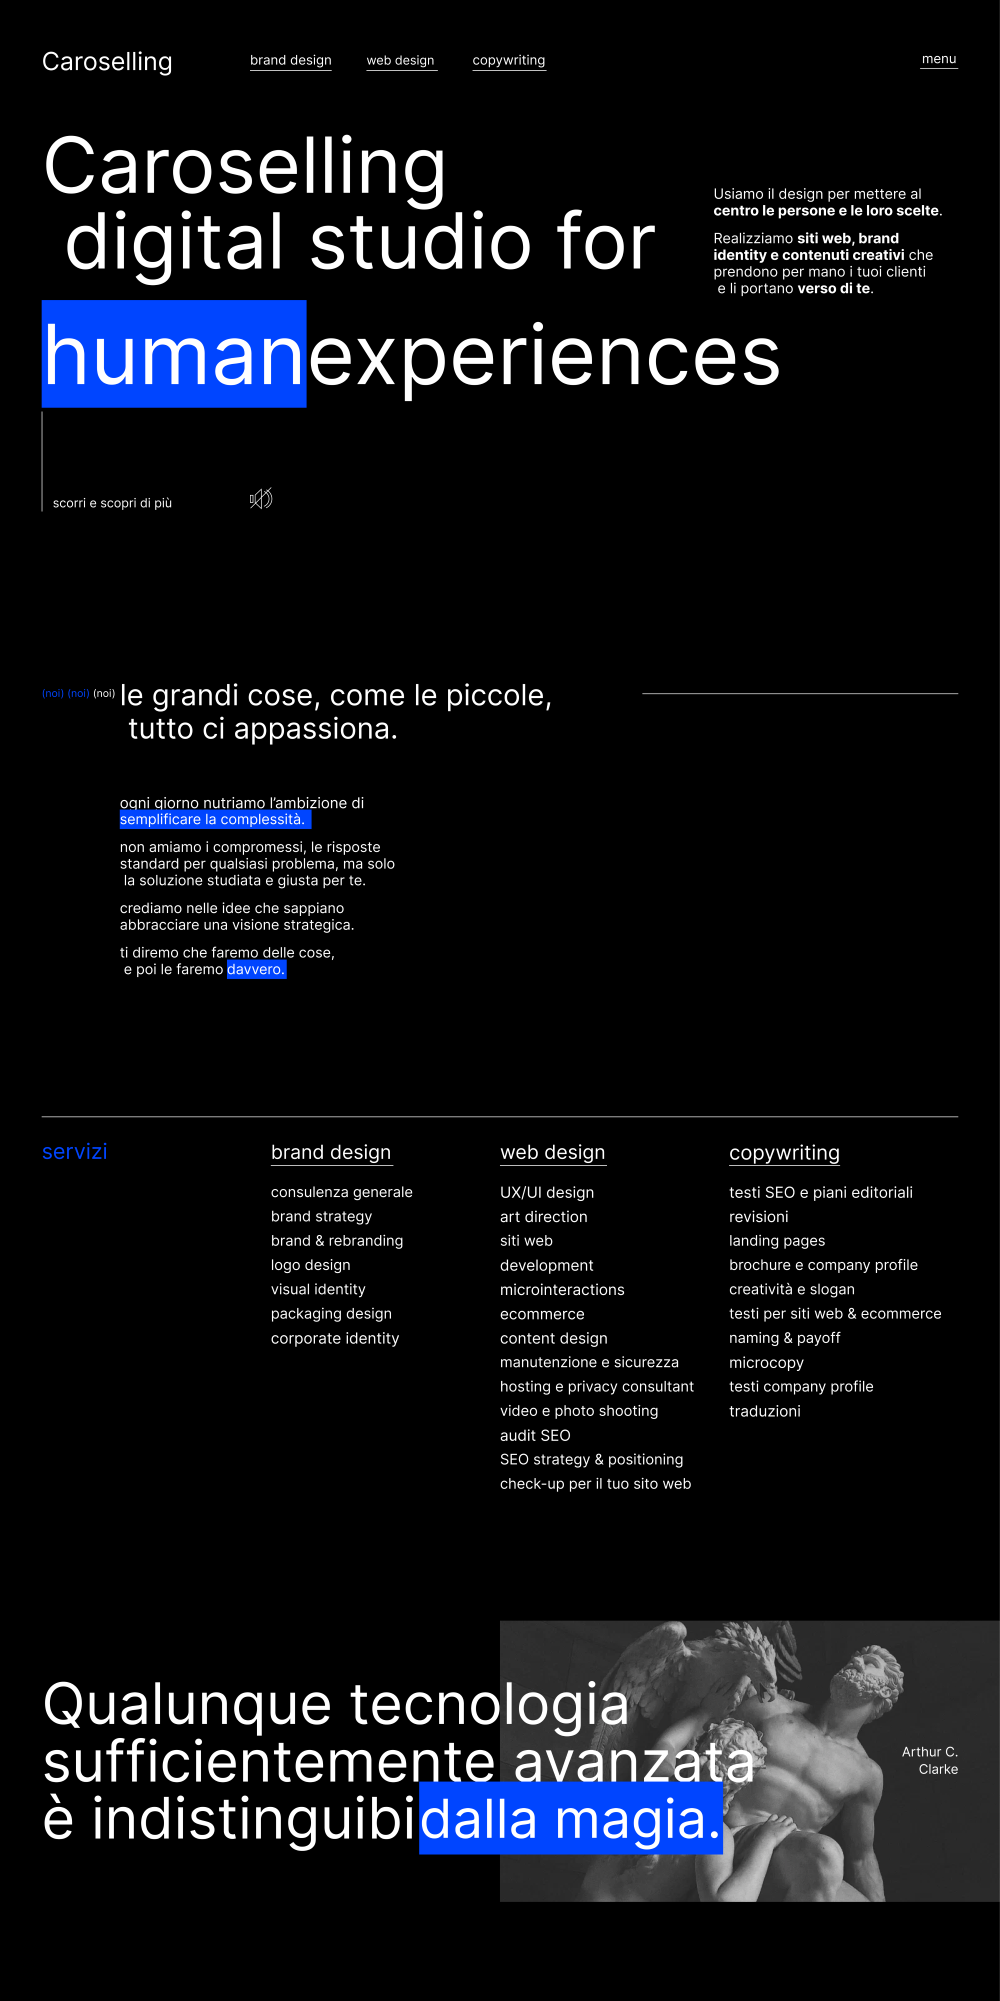 Caroselling
brand design
web design
copywriting
menu
Caroselling
digital studio for
human experiences
Usiamo il design per mettere al
centro le persone e le loro scelte.
Realizziamo siti web, brand
identity e contenuti creativi che
prendono per mano i tuoi clienti
e li portano verso di te.
scorri e scopri di più
(noi) (noi) (noi)
le grandi cose, come le piccole,
tutto ci appassiona.
ogni giorno nutriamo l'ambizione di
semplificare la complessità.
non amiamo i compromessi, le risposte
standard per qualsiasi problema, ma solo
la soluzione studiata e giusta per te.
crediamo nelle idee che sappiano
abbracciare una visione strategica.
ti diremo che faremo delle cose,
e poi le faremo davvero.
servizi
brand design
consulenza generale
brand strategy
brand & rebranding
logo design
visual identity
packaging design
corporate identity
web design
UX/UI design
art direction
siti web
development
microinteractions
ecommerce
content design
manutenzione e sicurezza
hosting e privacy consultant
video e photo shooting
audit SEO
SEO strategy & positioning
check-up per il tuo sito web
copywriting
testi SEO e piani editoriali
revisioni
landing pages
brochure e company profile
creatività e slogan
testi per siti web & ecommerce
naming & payoff
microcopy
testi company profile
traduzioni
Qualunque tecnologia
sufficientemente avanzata
è indistinguibi dalla magia.
Arthur C.
Clarke